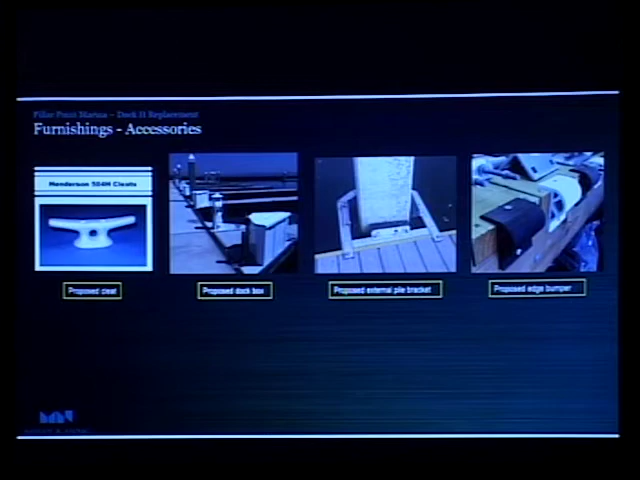 Pillar Point Marina – Dock H Replacement
Furnishings - Accessories
Henderson 504H Cleats
Proposed cleat
Proposed dock box
Proposed external pile bracket
Proposed edge bumper